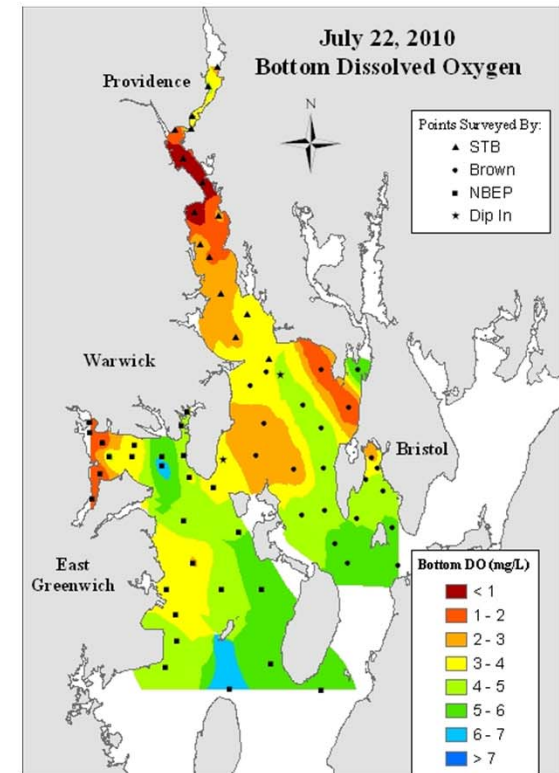 July 22, 2010
Bottom Dissolved Oxygen
Providence
N
Points Surveyed By:
STB
Brown
NBEP
Dip In
Warwick
Bristol
East
Greenwich
Bottom DO (mg/L)
< 1
1 - 2
2 - 3
3 - 4
4 - 5
5 - 6
6 - 7
> 7